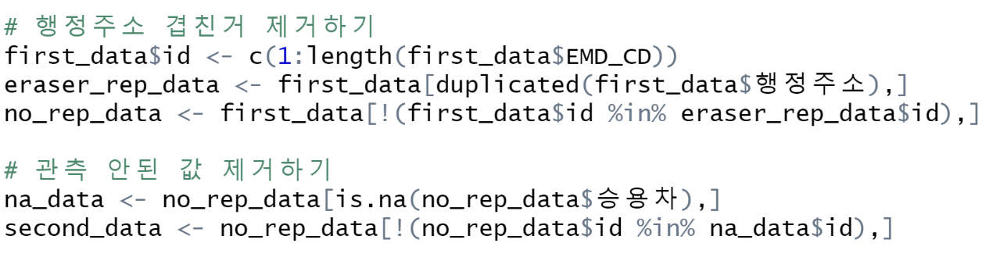 # 행정주소 겹친거 제거하기
first_data$id <- c(1:length(first_data$EMD_CD))
eraser_rep_data <- first_data[duplicated(first_data$행정주소),]
no_rep_data <- first_data[!(first_data$id %in% eraser_rep_data$id),]
# 관측 안된 값 제거하기
na_data <- no_rep_data[is.na(no_rep_data$승용차),]
second_data <- no_rep_data[!(no_rep_data$id %in% na_data$id),]